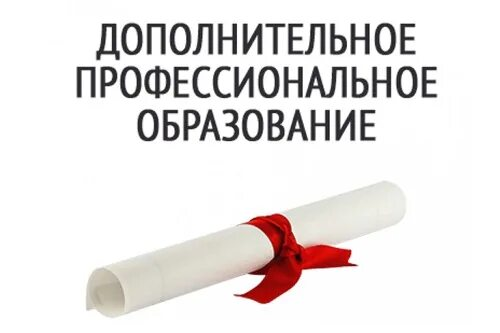 ДОПОЛНИТЕЛЬНОЕ
ПРОФЕССИОНАЛЬНОЕ
ОБРАЗОВАНИЕ